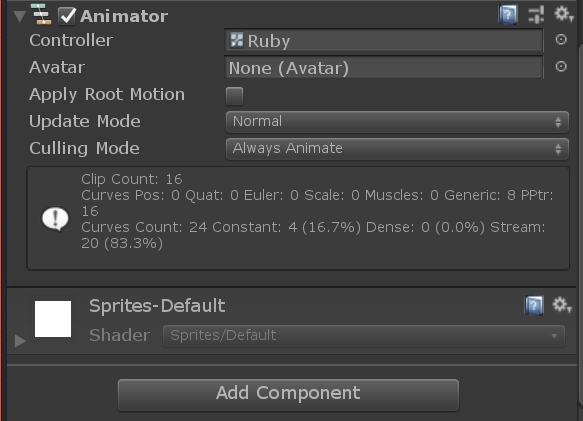 Animator
Controller Ruby
Avatar None (Avatar)
Apply Root Motion
Update Mode Normal
Culling Mode Always Animate
Clip Count: 16
Curves Pos: 0 Quat: 0 Euler: 0 Scale: 0 Muscles: 0 Generic: 8 PPtr:
16
Curves Count: 24 Constant: 4 (16.7%) Dense: 0 (0.0%) Stream:
20 (83.3%)
Sprites-Default
Shader Sprites/Default
Add Component